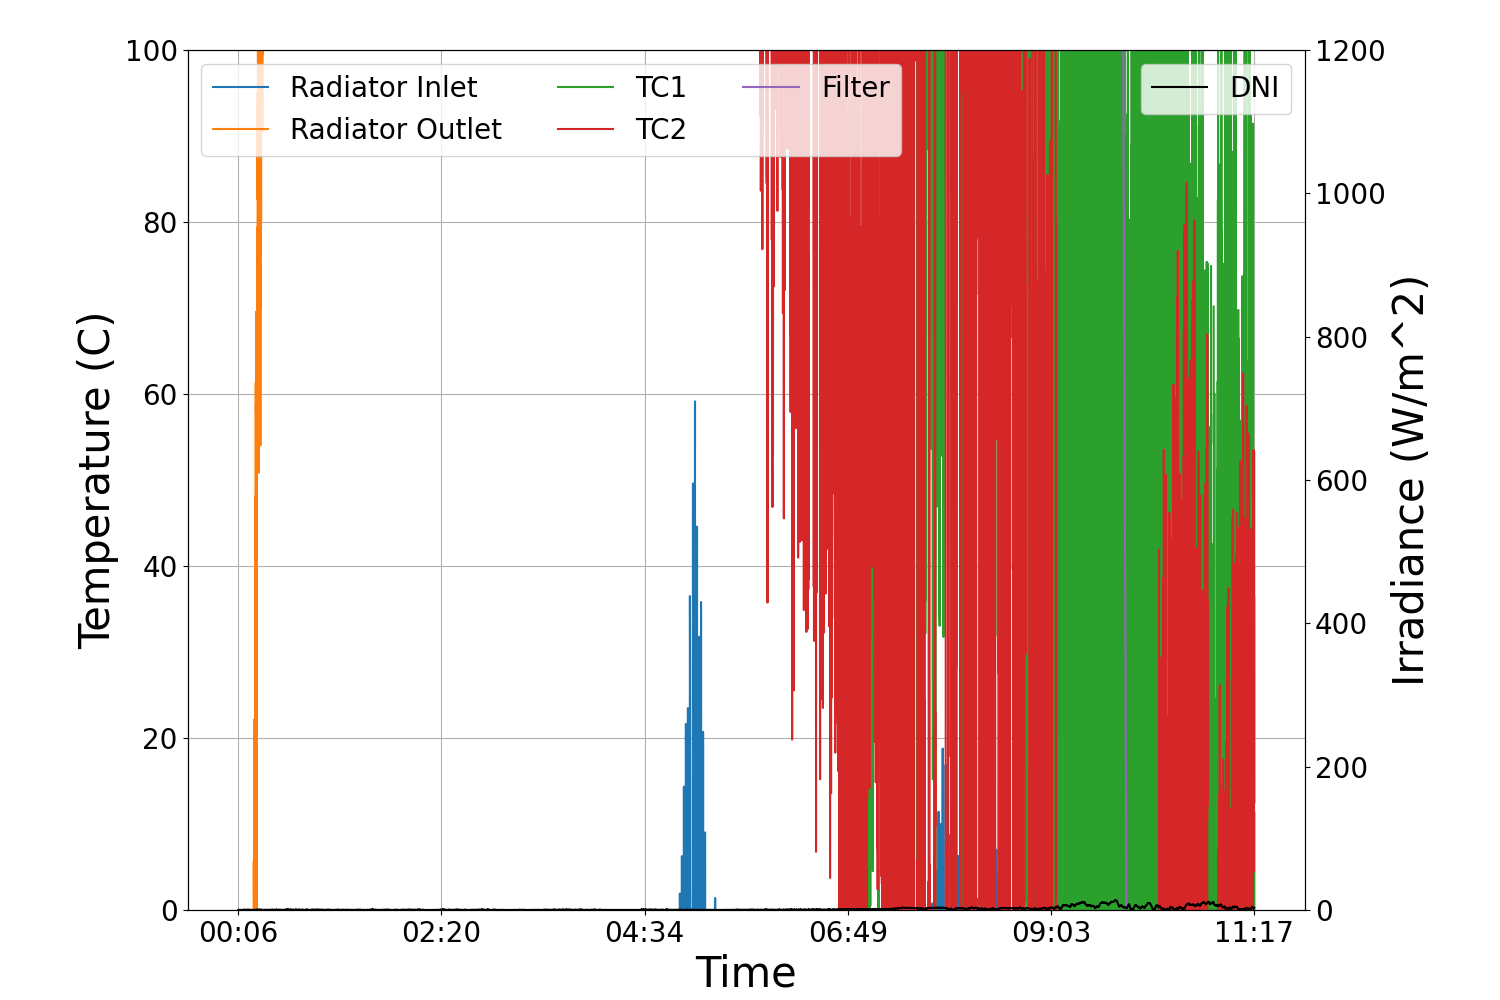 100
80
60
40
20
0
Temperature (C)
Radiator Inlet
Radiator Outlet
TC1
TC2
Filter
DNI
1200
1000
800
600
400
200
0
Irradiance (W/m^2)
00:06 02:20 04:34 06:49 09:03 11:17
Time